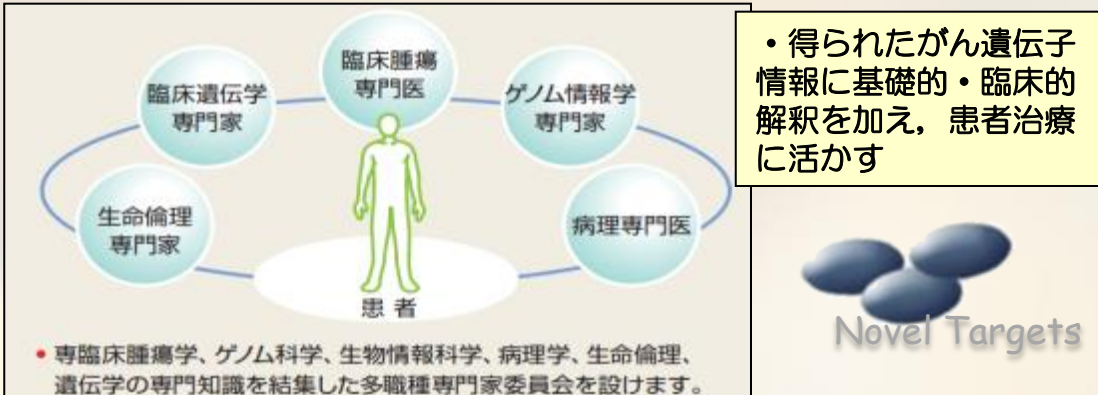 臨床腫瘍
専門医
臨床遺伝学
専門家
ゲノム情報学
専門家
生命倫理
専門家
病理専門医
患者
• 専臨床腫瘍学、ゲノム科学、生物情報科学、病理学、生命倫理、
遺伝学の専門知識を結集した多職種専門家委員会を設けます。
・得られたがん遺伝子
情報に基礎的・臨床的
解釈を加え，患者治療
に活かす
Novel Targets